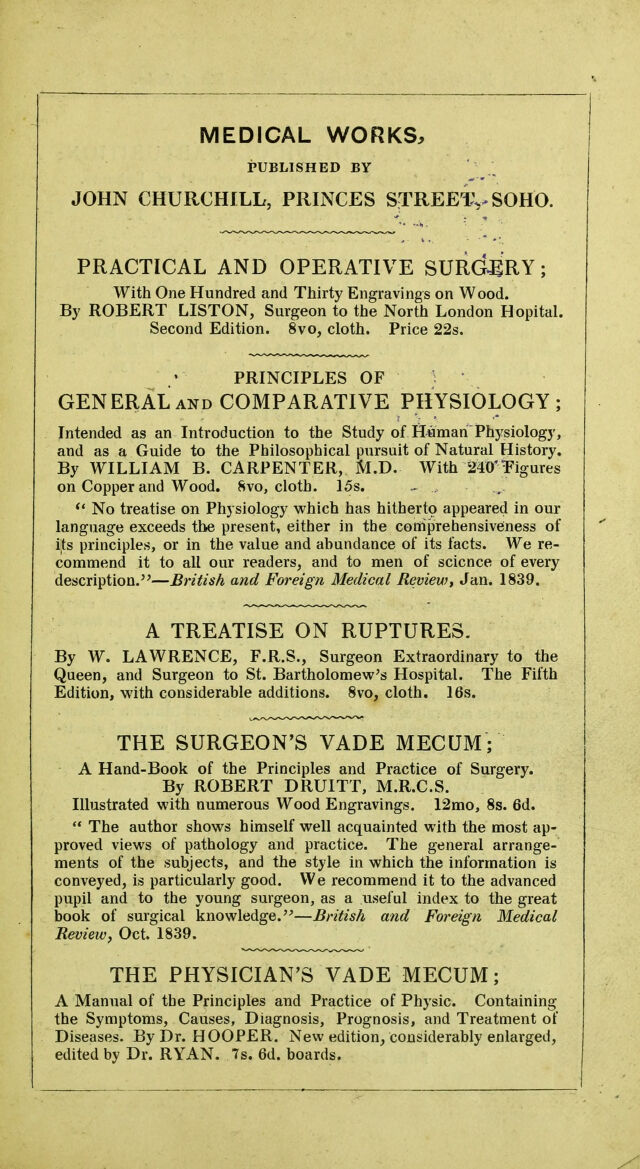 MEDICAL WORKS,
PUBLISHED BY
JOHN CHURCHILL, PRINCES STREET, SOHO.
PRACTICAL AND OPERATIVE SURGERY;
With One Hundred and Thirty Engravings on Wood.
By ROBERT LISTON, Surgeon to the North London Hopital.
Second Edition. 8vo, cloth. Price 22s.
PRINCIPLES OF
GENERAL AND COMPARATIVE PHYSIOLOGY;
Intended as an Introduction to the Study of Human Physiology,
and as a Guide to the Philosophical pursuit of Natural History.
By WILLIAM B. CARPENTER, M.D. With 240 Figures
on Copper and Wood. 8vo, cloth. 15s.
“ No treatise on Physiology which has hitherto appeared in our
language exceeds the present, either in the comprehensiveness of
its principles, or in the value and abundance of its facts. We re-
commend it to all our readers, and to men of science of every
description.”—British and Foreign Medical Review, Jan. 1839.
A TREATISE ON RUPTURES.
By W. LAWRENCE, F.R.S., Surgeon Extraordinary to the
Queen, and Surgeon to St. Bartholomew's Hospital. The Fifth
Edition, with considerable additions. 8vo, cloth. 16s.
THE SURGEON'S VADE MECUM;
A Hand-Book of the Principles and Practice of Surgery.
By ROBERT DRUITT, M.R.C.S.
Illustrated with numerous Wood Engravings. 12mo, 8s. 6d.
“ The author shows himself well acquainted with the most ap-
proved views of pathology and practice. The general arrange-
ments of the subjects, and the style in which the information is
conveyed, is particularly good. We recommend it to the advanced
pupil and to the young surgeon, as a useful index to the great
book of surgical knowledge.”—British and Foreign Medical
Review, Oct. 1839.
THE PHYSICIAN'S VADE MECUM;
A Manual of the Principles and Practice of Physic. Containing
the Symptoms, Causes, Diagnosis, Prognosis, and Treatment of
Diseases. By Dr. HOOPER. New edition, considerably enlarged,
edited by Dr. RYAN. 7s. 6d. boards.